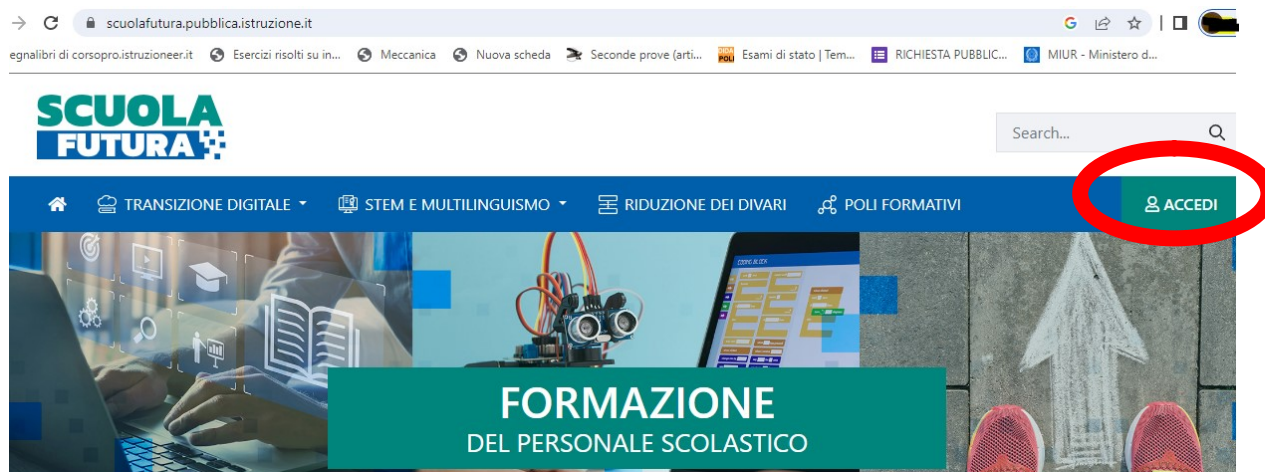 scuolafutura.pubblica.istruzione.it
egnalibri di corsopro.istruzioneer.it Esercizi risolti su in... Meccanica Nuova scheda Seconde prove (arti... Esami di stato | Tem... RICHIESTA PUBBLIC... MIUR - Ministero d...
SCUOLA
FUTURA
Search...
TRANSIZIONE DIGITALE STEM E MULTILINGUISMO RIDUZIONE DEI DIVARI POLI FORMATIVI ACCEDI
CODING BLOCK
FORMAZIONE
DEL PERSONALE SCOLASTICO